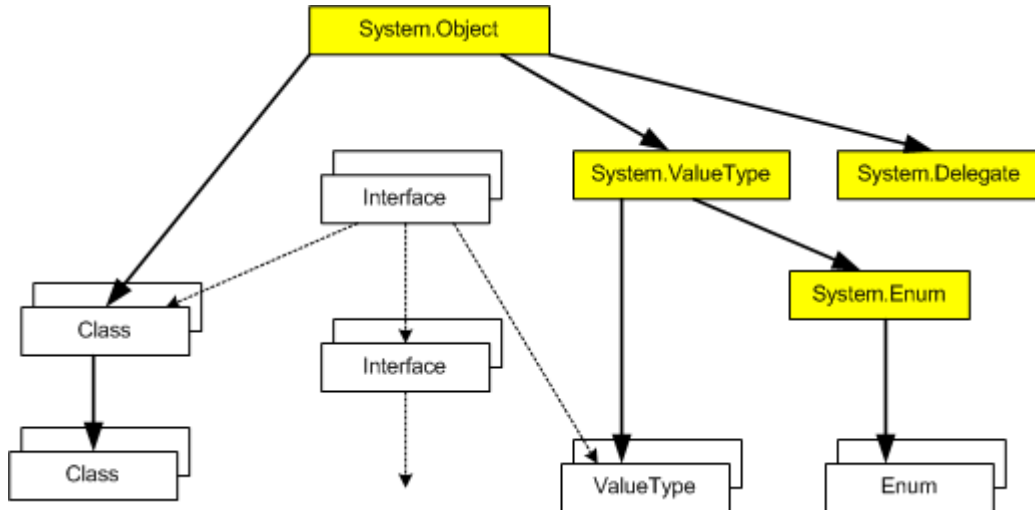 System.Object
System.ValueType
System.Delegate
Interface
System.Enum
Class
Interface
Class
ValueType
Enum